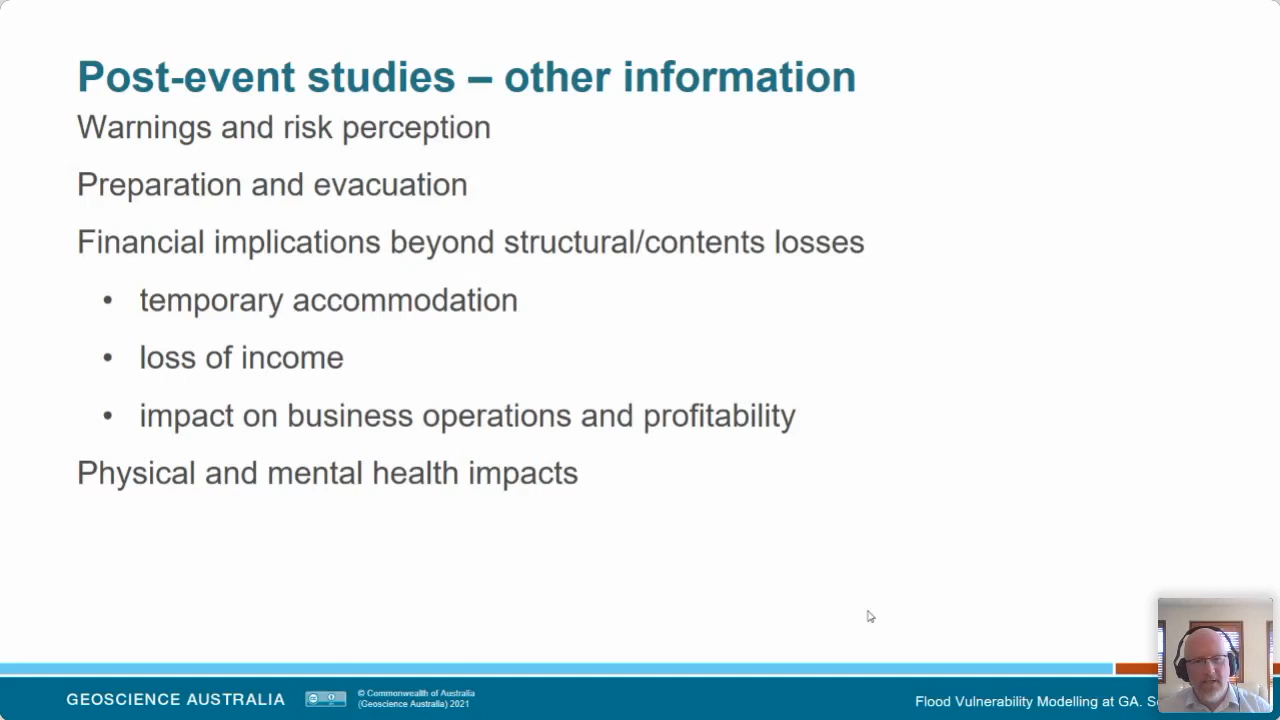 Post-event studies – other information
Warnings and risk perception
Preparation and evacuation
Financial implications beyond structural/contents losses
• temporary accommodation
• loss of income
• impact on business operations and profitability
Physical and mental health impacts
GEOSCIENCE AUSTRALIA
© Commonwealth of Australia
(Geoscience Australia) 2021
Flood Vulnerability Modelling at GA.